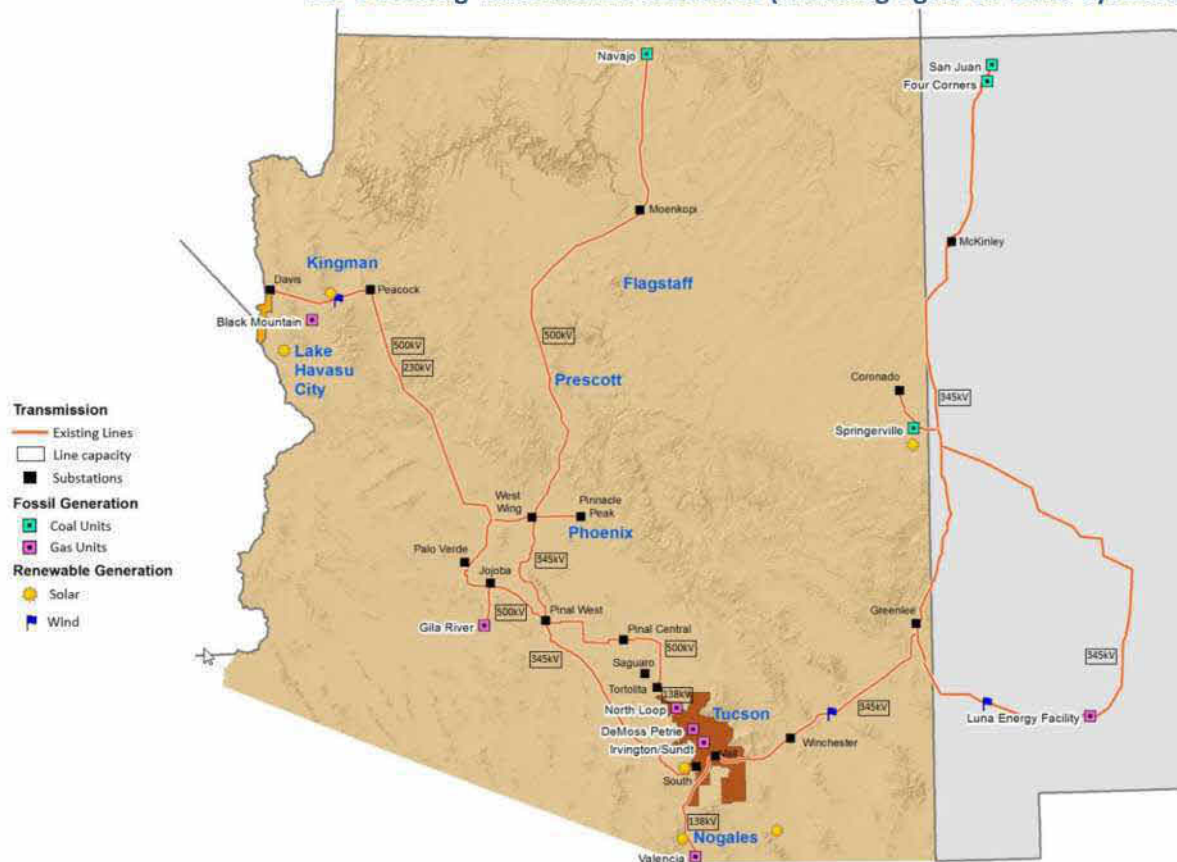 Navajo
San Juan
Four Corners
Moenkopi
McKinley
Kingman
Davis
Peacock
Flagstaff
Black Mountain
500kV
500kV
Lake
Havasu
City
230kV
Prescott
Coronado
345kV
Springerville
Transmission
Existing Lines
Line capacity
Substations
Fossil Generation
Coal Units
Gas Units
Renewable Generation
Solar
Wind
West
Wing
Pinnacle
Peak
Phoenix
Palo Verde
345kV
Jojoba
500kV
Pinal West
Gila River
Greenlee
Pinal Central
500kV
345kV
345kV
Saguaro
Tortolita
138kW
North Loop
Tucson
345kV
Luna Energy Facility
DeMoss Petrie
Winchester
Irvington/Sundt
Vail
South
138kV
Nogales
Valencia